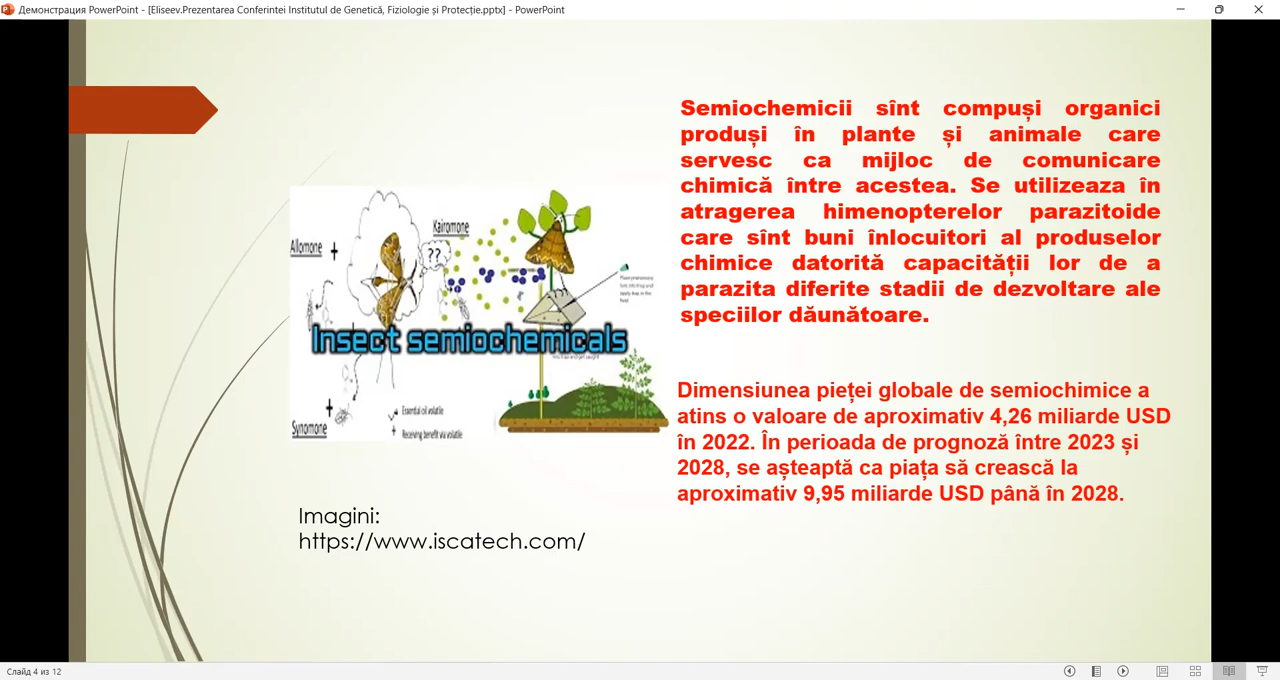 Демонстрация PowerPoint - [Eliseev.Prezentarea Conferintei Institutul de Genetică, Fiziologie și Protecție.pptx] - PowerPoint
Semiochemicii sînt compuși organici
produși în plante și animale care
servesc ca mijloc de comunicare
chimică între acestea. Se utilizeaza în
atragerea himenopterelor parazitoide
care sînt buni înlocuitori al produselor
chimice datorită capacității lor de a
parazita diferite stadii de dezvoltare ale
speciilor dăunătoare.
Allomone +
Kairomone
??
Insect semiochemicals
+
Synomone
Essential oil volatile
+ Receiving benefit via volatile
Dimensiunea pieței globale de semiochimice a
atins o valoare de aproximativ 4,26 miliarde USD
în 2022. În perioada de prognoză între 2023 și
2028, se așteaptă ca piața să crească la
aproximativ 9,95 miliarde USD până în 2028.
Imagini:
https://www.iscatech.com/
Слайд 4 из 12